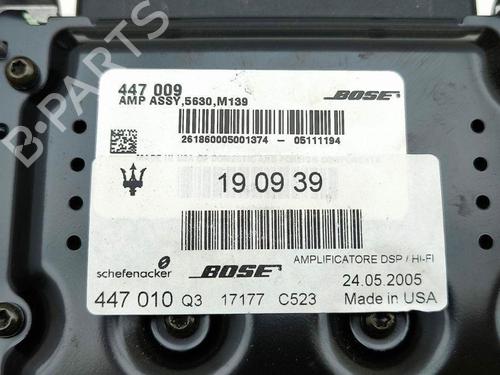 B-PARTS
447 009
AMP ASSY,5630,M139
BOSE
261860005001374 - 05111194
19 09 39
schefenacker
BOSE
AMPLIFICATORE DSP / HI-FI
24.05.2005
447 010 Q3 17177 C523 Made in USA